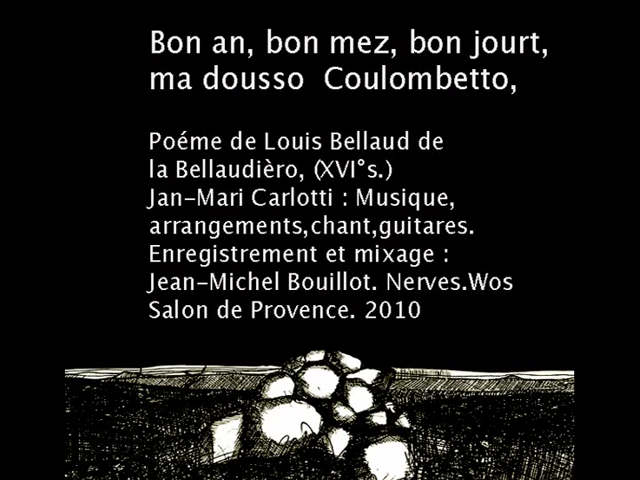 Bon an, bon mez, bon jourt,
ma dousso Coulombetto,
Poéme de Louis Bellaud de
la Bellaudièro, (XVI°s.)
Jan-Mari Carlotti : Musique,
arrangements,chant,guitares.
Enregistrement et mixage :
Jean-Michel Bouillot. Nerves.Wos
Salon de Provence. 2010